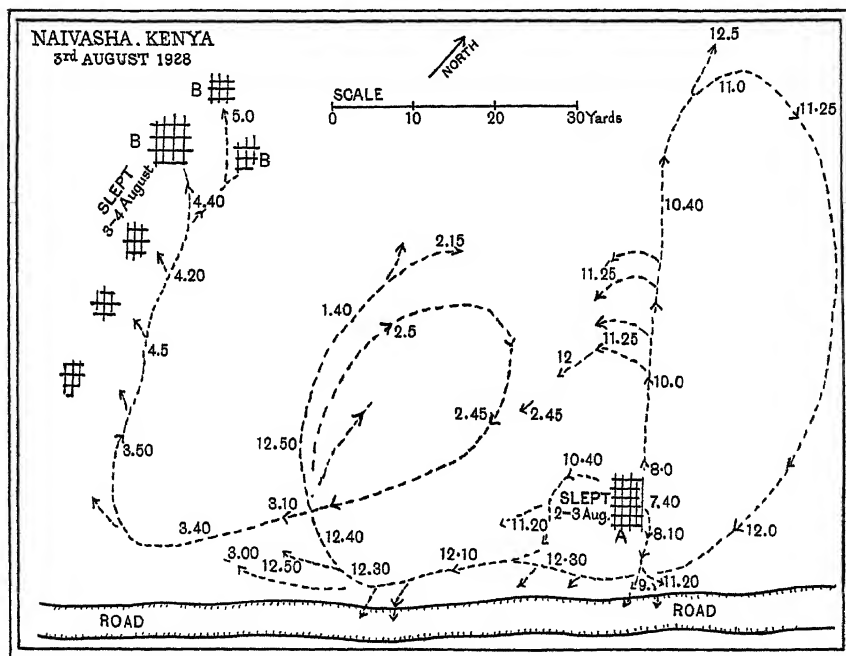 NAIVASHA. KENYA
3rd AUGUST 1928
NORTH
SCALE
0 10 20 30 Yards
12.5
11.0
11.25
B
5.0
B
B
SLEPT
3-4 August
4.40
10.40
2.15
11.25
4.20
1.40
2.5
11.25
4.5
12
10.0
2.45
2.45
12.50
3.50
10.40
8.0
SLEPT
2-3 Aug.
7.40
3.10
11.20
A
8.10
12.0
3.40
12.40
3.00
12.50
12.30
12.10
12.30
9.
11.20
ROAD
ROAD